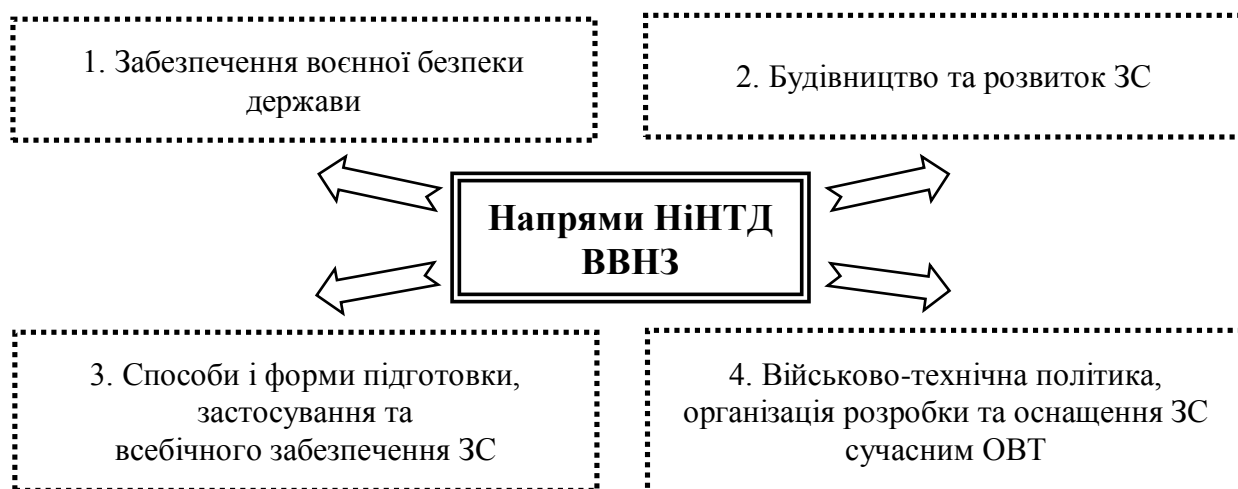 1. Забезпечення воєнної безпеки
держави
2. Будівництво та розвиток ЗС
Напрями НіНТД
ВВНЗ
3. Способи і форми підготовки,
застосування та
всебічного забезпечення ЗС
4. Військово-технічна політика,
організація розробки та оснащення ЗС
сучасним ОВТ